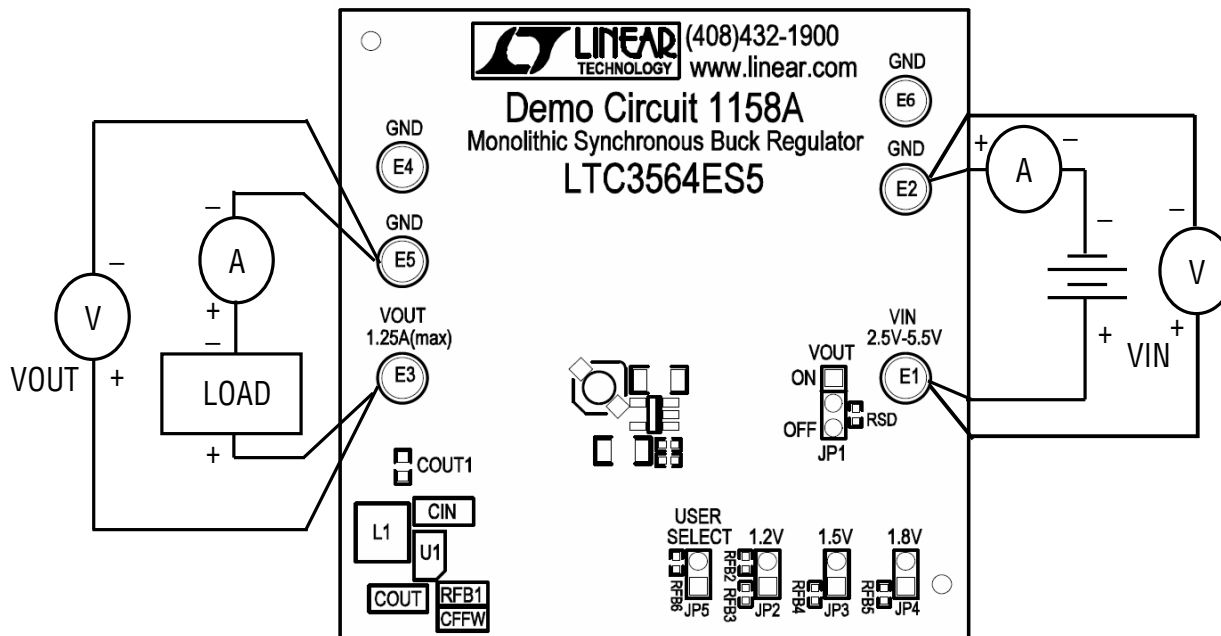 LINEAR
TECHNOLOGY
(408)432-1900
www.linear.com
Demo Circuit 1158A
Monolithic Synchronous Buck Regulator
LTC3564ES5
GND
E4
GND
E5
VOUT
1.25A(max)
E3
GND
E6
GND
E2
VIN
2.5V-5.5V
E1
− A +
− V +
VOUT
− LOAD +
+ A −
− +
− V +
VIN
VOUT
ON
OFF
RSD
JP1
COUT1
CIN
L1
U1
COUT
RFB1
CFFW
USER
SELECT
RFB6
JP5
1.2V
RFB2
RFB3
JP2
1.5V
RFB4
JP3
1.8V
RFB5
JP4